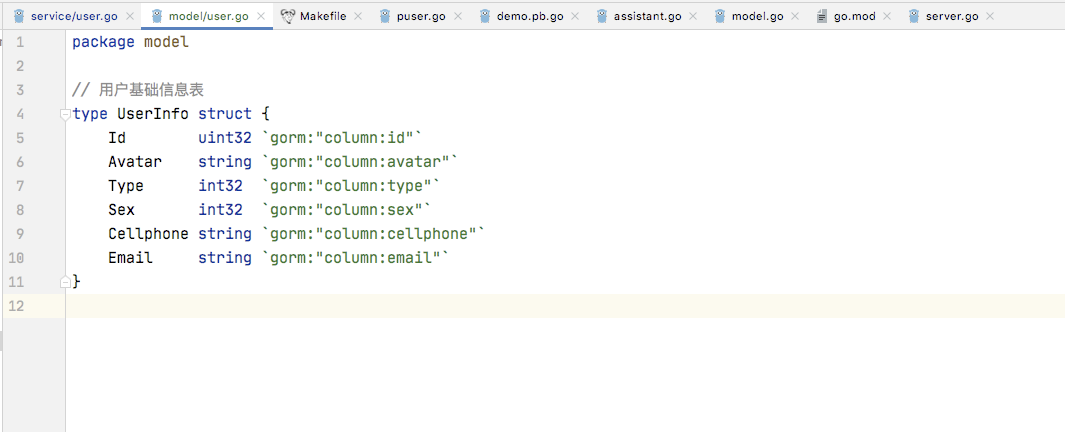 service/user.go model/user.go Makefile puser.go demo.pb.go assistant.go model.go go.mod server.go
1 package model
2
3 // 用户基础信息表
4 type UserInfo struct {
5 Id uint32 `gorm:"column:id"`
6 Avatar string `gorm:"column:avatar"`
7 Type int32 `gorm:"column:type"`
8 Sex int32 `gorm:"column:sex"`
9 Cellphone string `gorm:"column:cellphone"`
10 Email string `gorm:"column:email"`
11 }
12